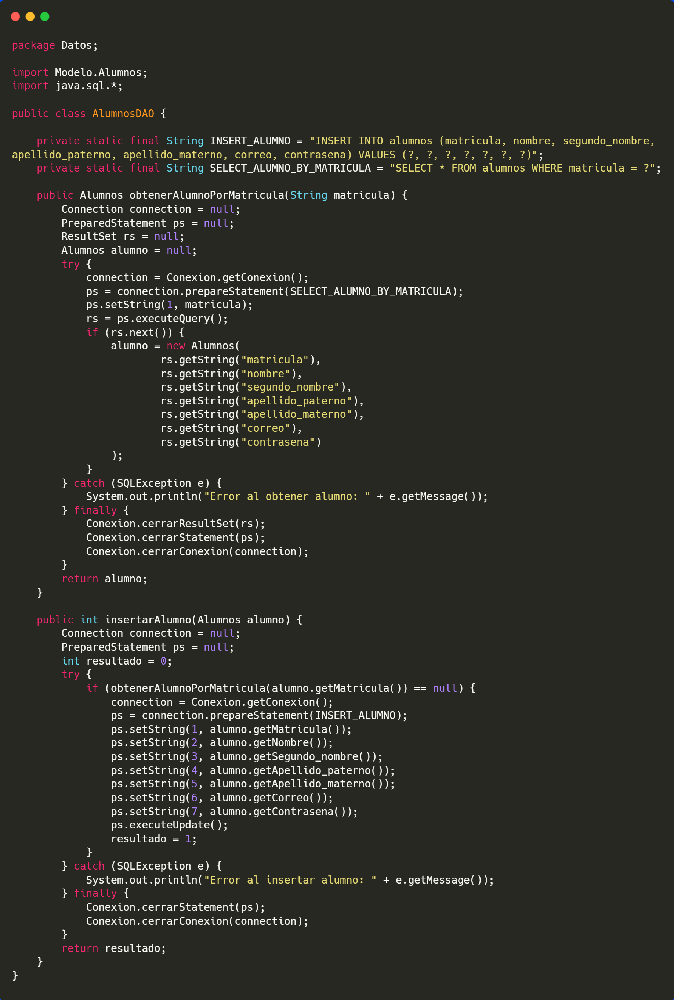 package Datos;

import Modelo.Alumnos;
import java.sql.*;

public class AlumnosDAO {

    private static final String INSERT_ALUMNO = "INSERT INTO alumnos (matricula, nombre, segundo_nombre,
apellido_paterno, apellido_materno, correo, contrasena) VALUES (?, ?, ?, ?, ?, ?, ?)";
    private static final String SELECT_ALUMNO_BY_MATRICULA = "SELECT * FROM alumnos WHERE matricula = ?";

    public Alumnos obtenerAlumnoPorMatricula(String matricula) {
        Connection connection = null;
        PreparedStatement ps = null;
        ResultSet rs = null;
        Alumnos alumno = null;
        try {
            connection = Conexion.getConexion();
            ps = connection.prepareStatement(SELECT_ALUMNO_BY_MATRICULA);
            ps.setString(1, matricula);
            rs = ps.executeQuery();
            if (rs.next()) {
                alumno = new Alumnos(
                        rs.getString("matricula"),
                        rs.getString("nombre"),
                        rs.getString("segundo_nombre"),
                        rs.getString("apellido_paterno"),
                        rs.getString("apellido_materno"),
                        rs.getString("correo"),
                        rs.getString("contrasena")
                );
            }
        } catch (SQLException e) {
            System.out.println("Error al obtener alumno: " + e.getMessage());
        } finally {
            Conexion.cerrarResultSet(rs);
            Conexion.cerrarStatement(ps);
            Conexion.cerrarConexion(connection);
        }
        return alumno;
    }

    public int insertarAlumno(Alumnos alumno) {
        Connection connection = null;
        PreparedStatement ps = null;
        int resultado = 0;
        try {
            if (obtenerAlumnoPorMatricula(alumno.getMatricula()) == null) {
                connection = Conexion.getConexion();
                ps = connection.prepareStatement(INSERT_ALUMNO);
                ps.setString(1, alumno.getMatricula());
                ps.setString(2, alumno.getNombre());
                ps.setString(3, alumno.getSegundo_nombre());
                ps.setString(4, alumno.getApellido_paterno());
                ps.setString(5, alumno.getApellido_materno());
                ps.setString(6, alumno.getCorreo());
                ps.setString(7, alumno.getContrasena());
                ps.executeUpdate();
                resultado = 1;
            }
        } catch (SQLException e) {
            System.out.println("Error al insertar alumno: " + e.getMessage());
        } finally {
            Conexion.cerrarStatement(ps);
            Conexion.cerrarConexion(connection);
        }
        return resultado;
    }
}